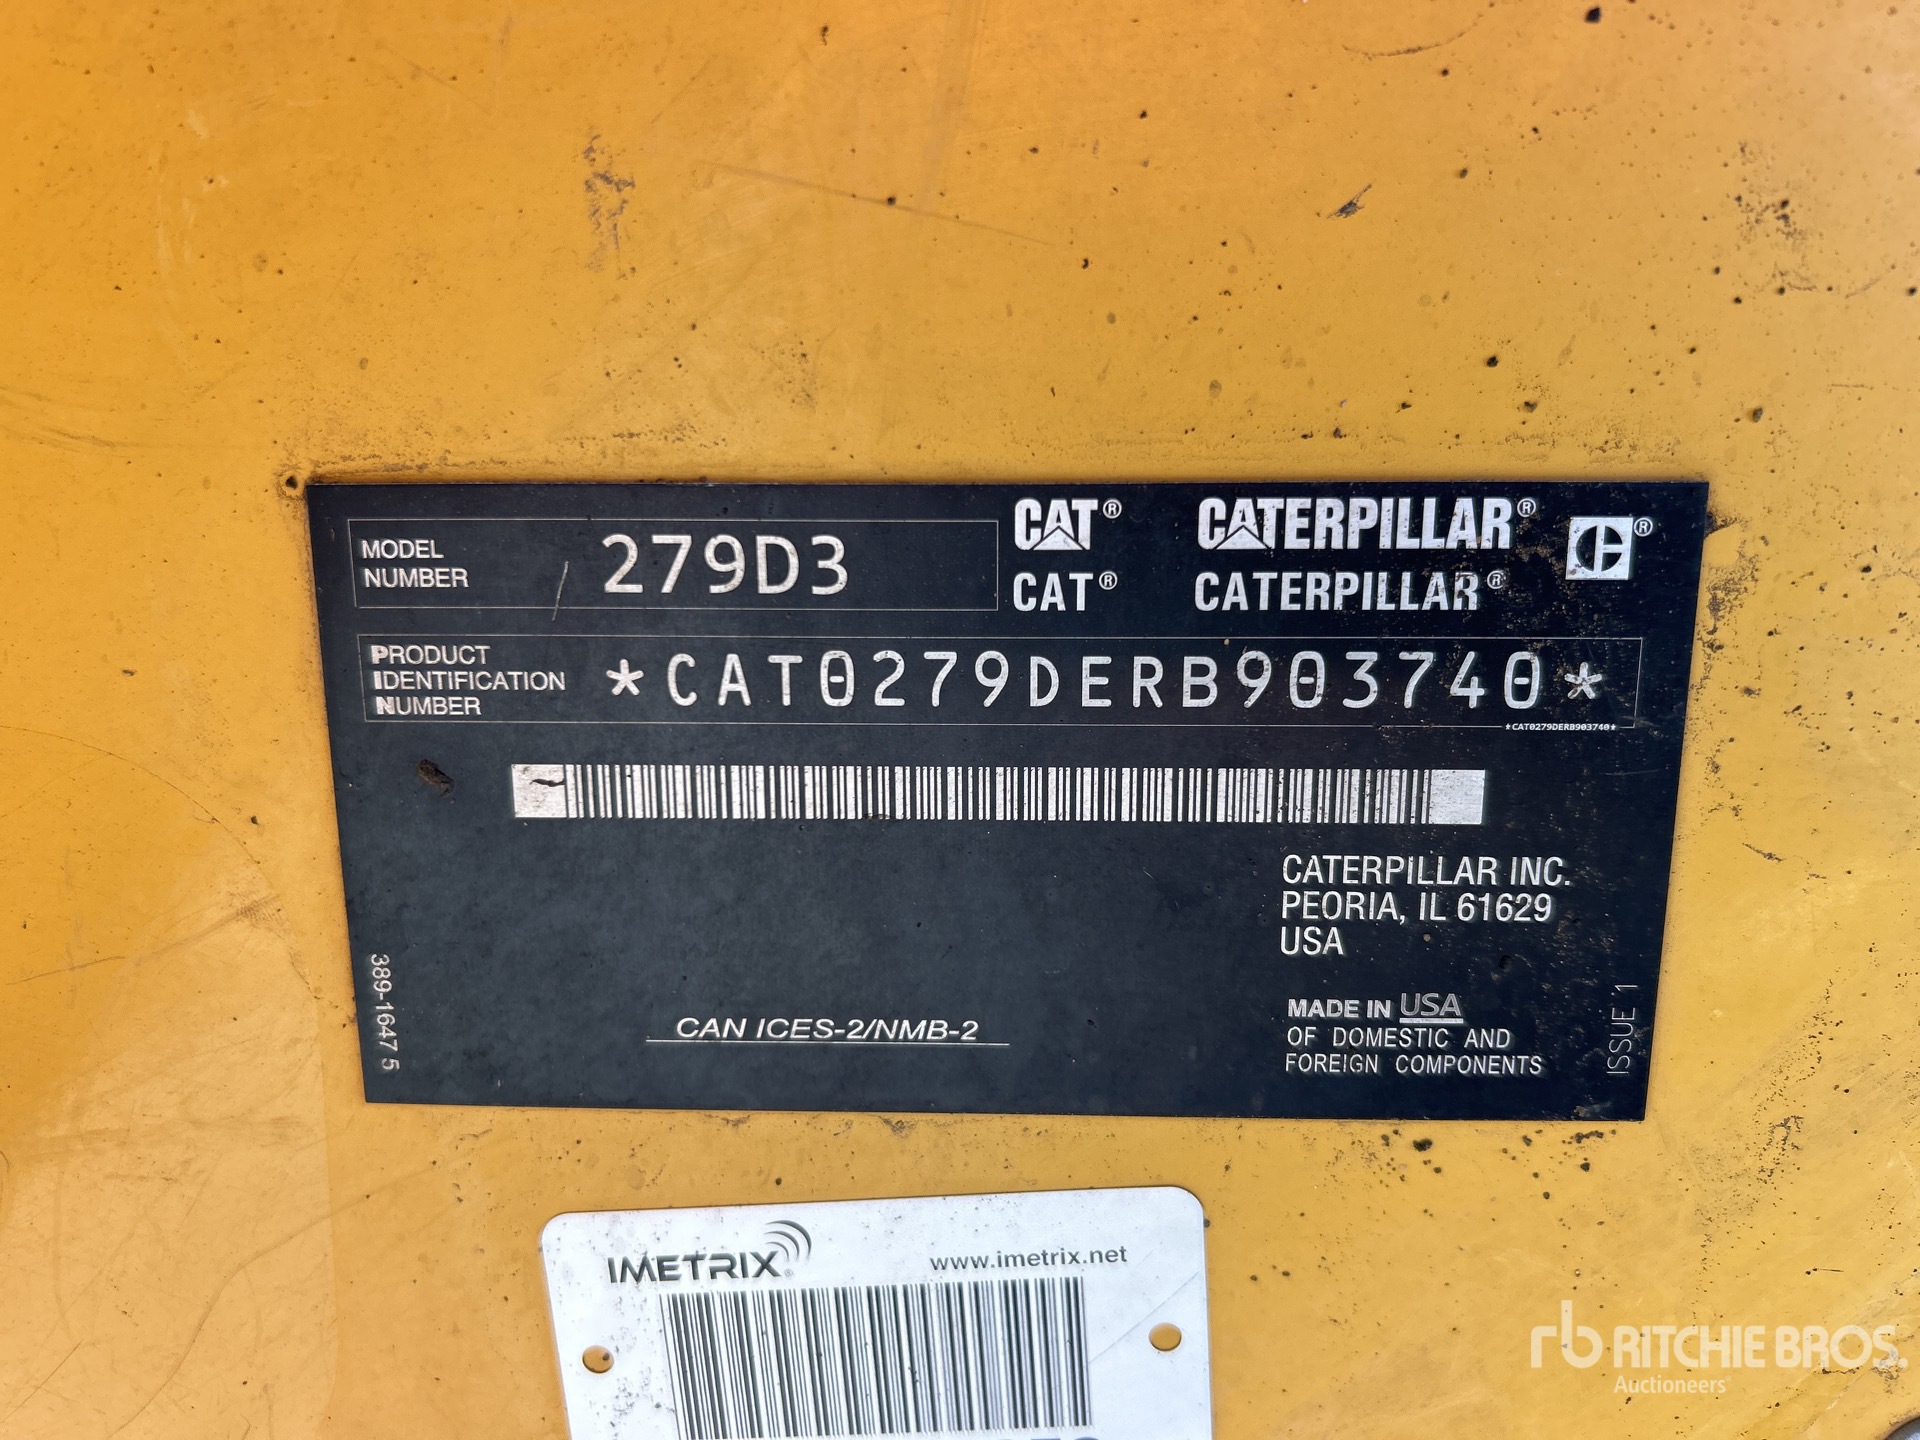 MODEL
NUMBER
279D3
CAT® CATERPILLAR® ®
CAT® CATERPILLAR®
PRODUCT
IDENTIFICATION
NUMBER
*CAT0279DERB903740*
*CAT0279DERB903740*
CATERPILLAR INC.
PEORIA, IL 61629
USA
389-1647 5
CAN ICES-2/NMB-2
MADE IN USA
OF DOMESTIC AND
FOREIGN COMPONENTS
ISSUE 1
IMETRIX® www.imetrix.net
rb RITCHIE BROS.
Auctioneers